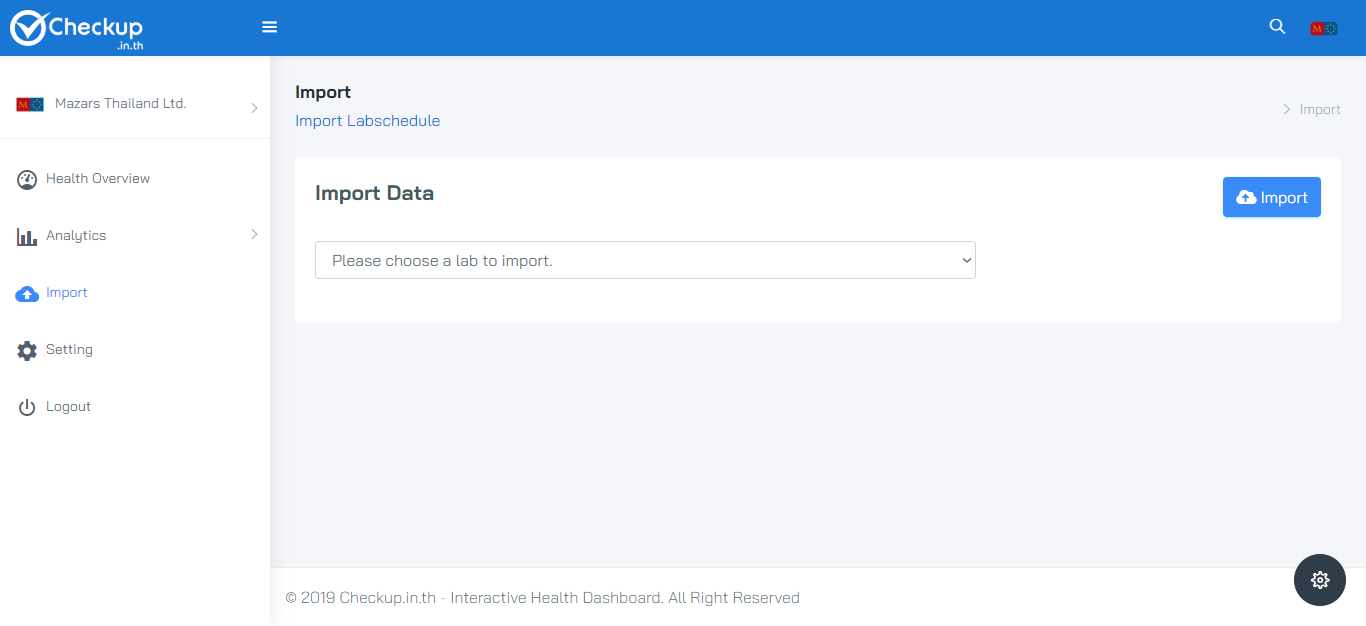 Checkup
.in.th
M
Mazars Thailand Ltd.
Health Overview
Analytics
Import
Setting
Logout
Import
Import Labschedule
Import
Import Data
Import
Please choose a lab to import.
© 2019 Checkup.in.th - Interactive Health Dashboard. All Right Reserved
M